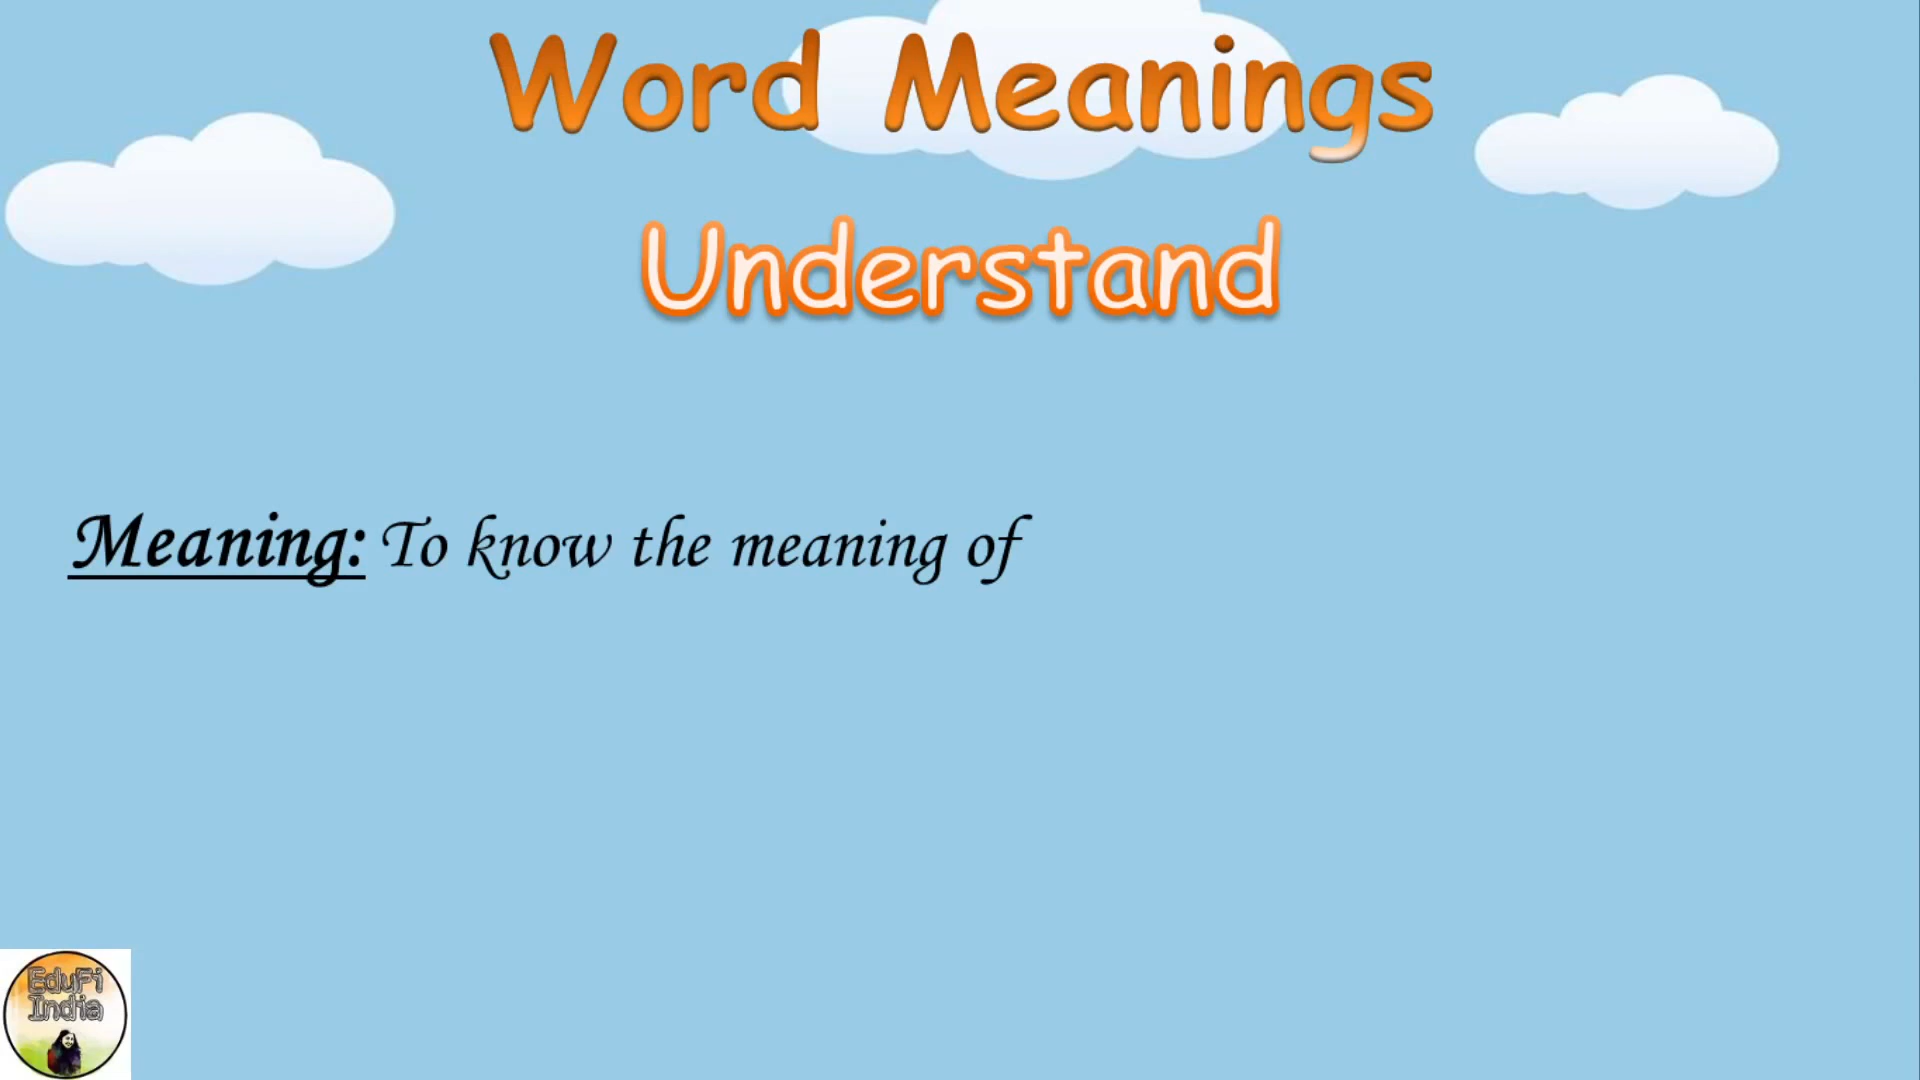 Word Meanings
Understand
Meaning: To know the meaning of
EduFi
India